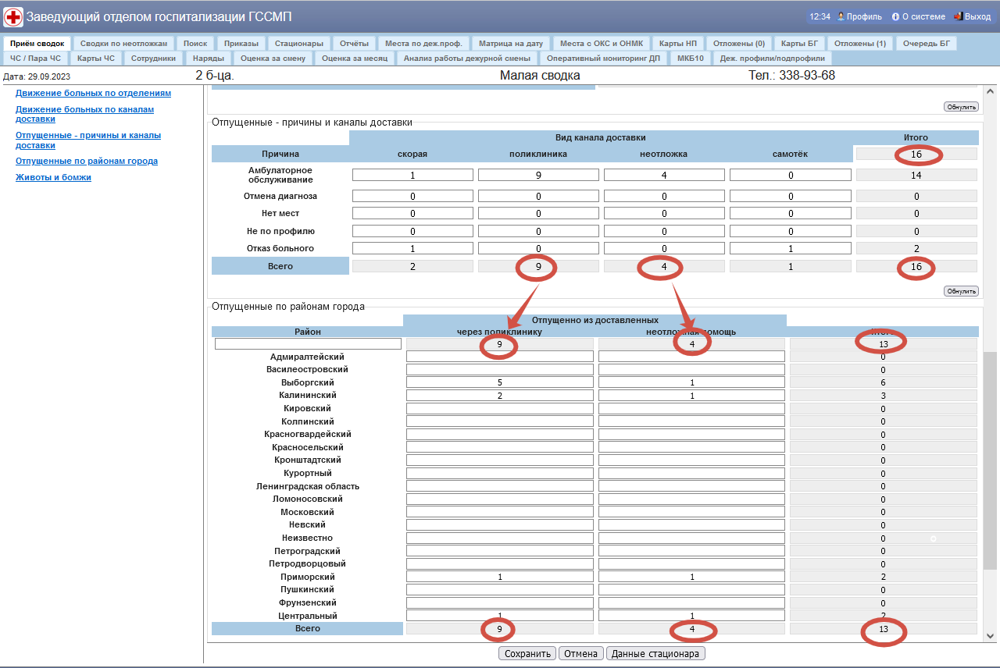 Заведующий отделом госпитализации ГССМП
12:34 Профиль О системе Выход
Приём сводок Сводки по неотложкам Поиск Приказы Стационары Отчёты Места по деж.проф. Матрица на дату Места с ОКС и ОНМК Карты НП Отложены (0) Карты БГ Отложены (1) Очередь БГ
ЧС / Пара ЧС Карты ЧС Сотрудники Наряды Оценка за смену Оценка за месяц Анализ работы дежурной смены Оперативный мониторинг ДП МКБ10 Деж. профили/подпрофили
Дата: 29.09.2023 2 б-ца. Малая сводка Тел.: 338-93-68
Движение больных по отделениям
Движение больных по каналам
доставки
Отпущенные - причины и каналы
доставки
Отпущенные по районам города
Животы и бомжи
Обнулить
Отпущенные - причины и каналы доставки
Вид канала доставки Итого
Причина скорая поликлиника неотложка самотёк 16
Амбулаторное
обслуживание 1 9 4 0 14
Отмена диагноза 0 0 0 0 0
Нет мест 0 0 0 0 0
Не по профилю 0 0 0 0 0
Отказ больного 1 0 0 1 2
Всего 2 9 4 1 16
Обнулить
Отпущенные по районам города
Отпущенно из доставленных
Район через поликлинику неотложная помощь Итого
9 4 13
Адмиралтейский 0
Василеостровский 0
Выборгский 5 1 6
Калининский 2 1 3
Кировский 0
Колпинский 0
Красногвардейский 0
Красносельский 0
Кронштадтский 0
Курортный 0
Ленинградская область 0
Ломоносовский 0
Московский 0
Невский 0
Неизвестно 0
Петроградский 0
Петродворцовый 0
Приморский 1 1 2
Пушкинский 0
Фрунзенский 0
Центральный 1 1 2
Всего 9 4 13
Сохранить Отмена Данные стационара